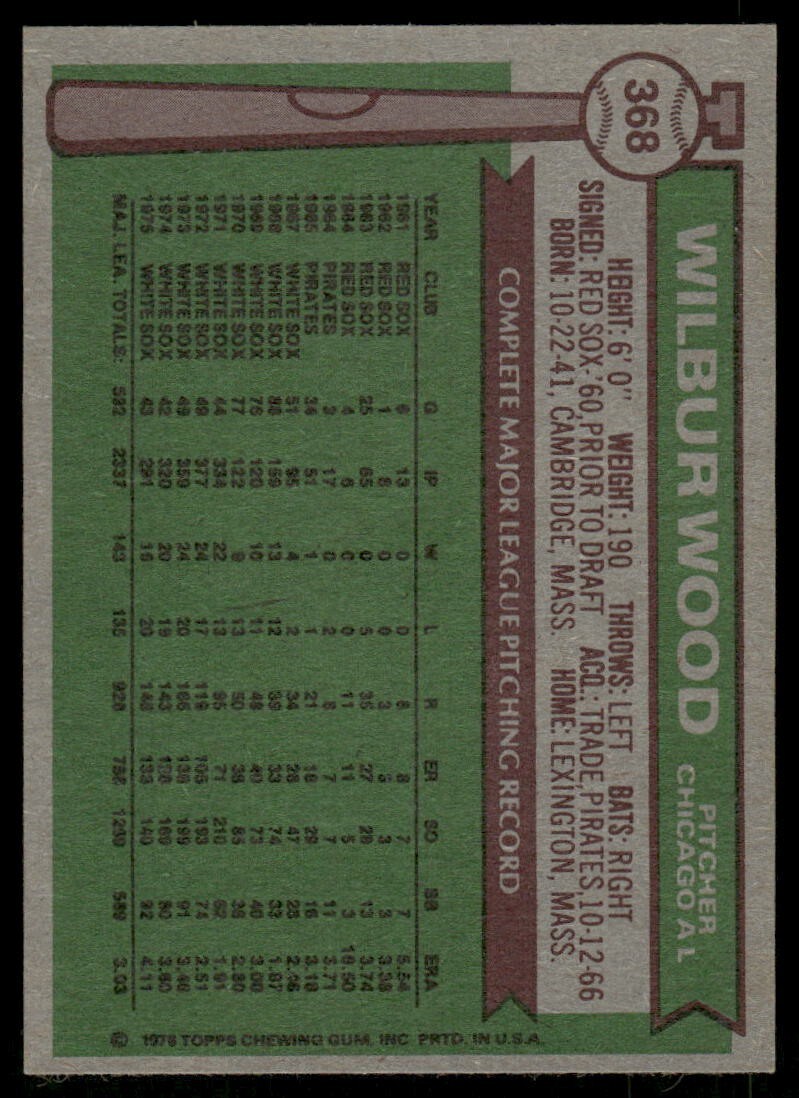 368
WILBUR WOOD PITCHER
CHICAGO AL
HEIGHT: 6'0" WEIGHT: 190 THROWS: LEFT BATS: RIGHT
SIGNED: RED SOX-'60, PRIOR TO DRAFT ACQ.: TRADE, PIRATES, 10-12-66
BORN: 10-22-41, CAMBRIDGE, MASS. HOME: LEXINGTON, MASS.
COMPLETE MAJOR LEAGUE PITCHING RECORD
YEAR CLUB G IP W L R ER SO ERA
1961 RED SOX 6 13 0 0 8 8 7 7 5.54
1962 RED SOX 1 8 0 0 3 3 3 3.38
1963 RED SOX 25 65 0 5 35 27 28 13 3.74
1964 RED SOX 4 6 0 0 11 11 5 3 16.50
1964 PIRATES 3 17 0 2 8 7 7 11 3.71
1965 PIRATES 34 51 1 1 21 18 29 16 3.18
1967 WHITE SOX 51 95 4 2 34 26 47 28 2.46
1968 WHITE SOX 88 159 13 12 39 33 74 33 1.87
1969 WHITE SOX 76 120 10 11 48 40 73 40 3.00
1970 WHITE SOX 77 122 9 13 50 38 85 36 2.80
1971 WHITE SOX 44 334 22 13 95 71 210 62 1.91
1972 WHITE SOX 49 377 24 17 119 105 193 74 2.51
1973 WHITE SOX 49 359 24 20 166 138 199 91 3.46
1974 WHITE SOX 42 320 20 19 143 169 80 3.60
1975 WHITE SOX 43 291 16 20 148 133 140 92 4.11
MAJ. LEA. TOTALS: 592 2337 143 135 1290 589 3.03
© 1976 TOPPS CHEWING GUM, INC PRTD. IN U.S.A.